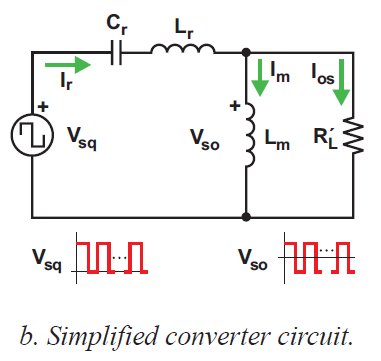 Cr Lr
Ir
Im Ios
+ Vsq
+ Vso Lm R´L
Vsq ... Vso ...
b. Simplified converter circuit.